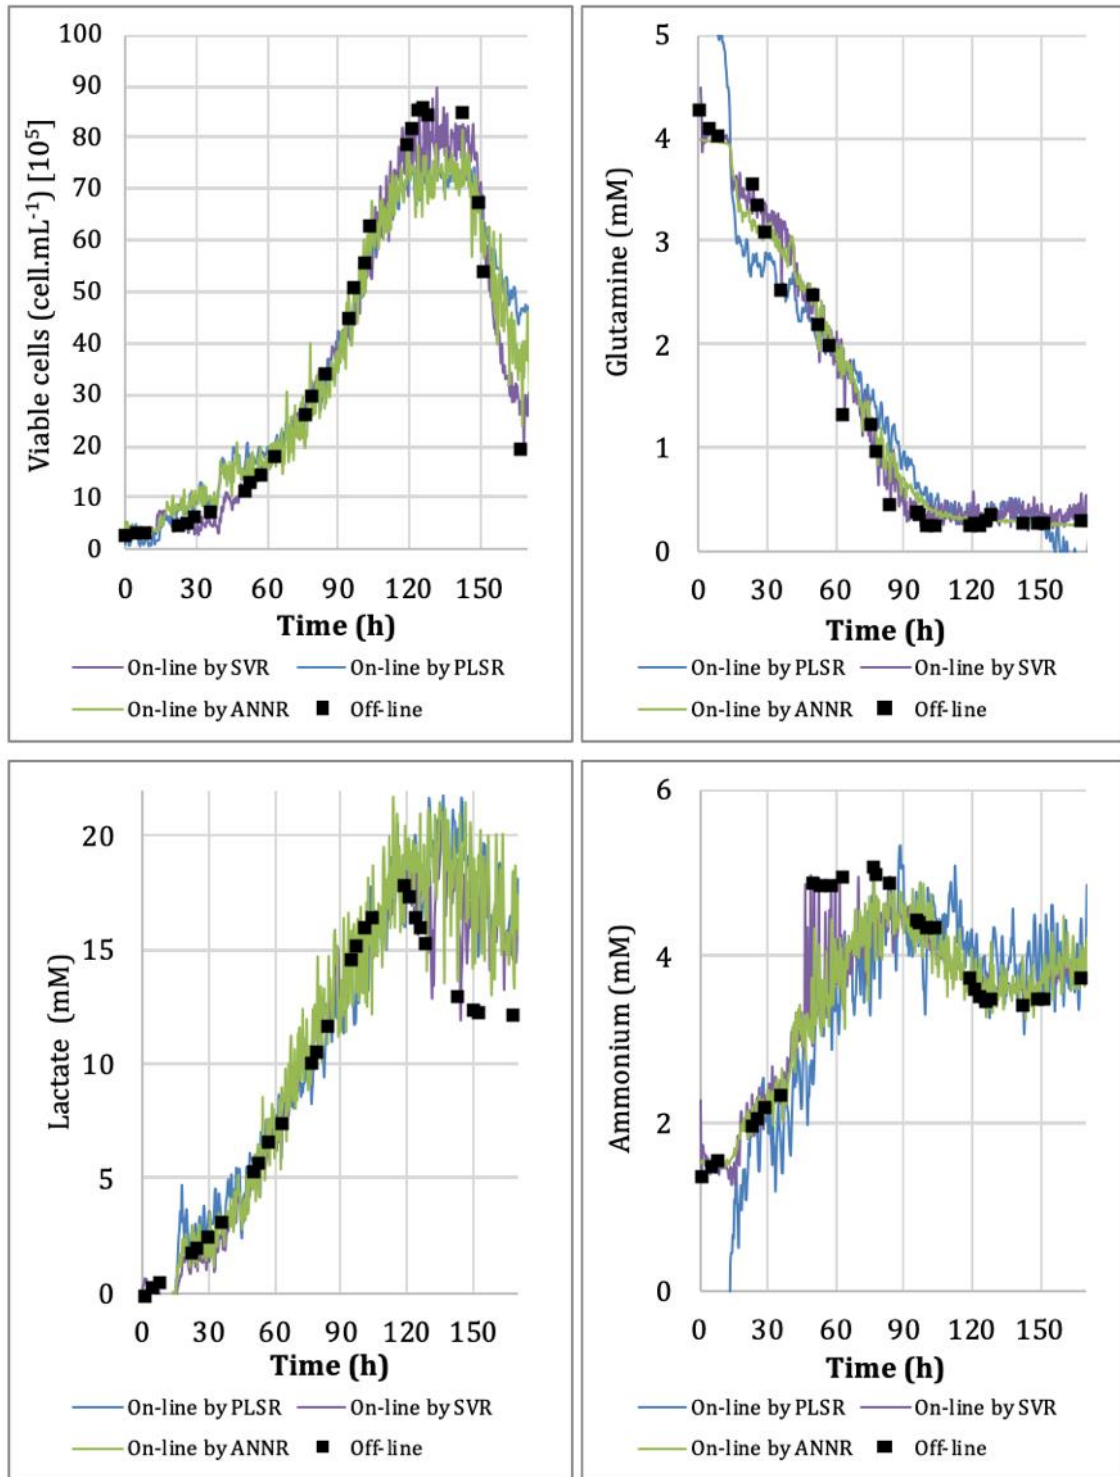 Viable cells (cell.mL⁻¹) [10⁵]
100
90
80
70
60
50
40
30
20
10
0
0 30 60 90 120 150
Time (h)
On-line by SVR On-line by PLSR
On-line by ANNR Off-line
Glutamine (mM)
5
4
3
2
1
0
0 30 60 90 120 150
Time (h)
On-line by PLSR On-line by SVR
On-line by ANNR Off-line
Lactate (mM)
20
15
10
5
0
0 30 60 90 120 150
Time (h)
On-line by PLSR On-line by SVR
On-line by ANNR Off-line
Ammonium (mM)
6
4
2
0
0 30 60 90 120 150
Time (h)
On-line by PLSR On-line by SVR
On-line by ANNR Off-line